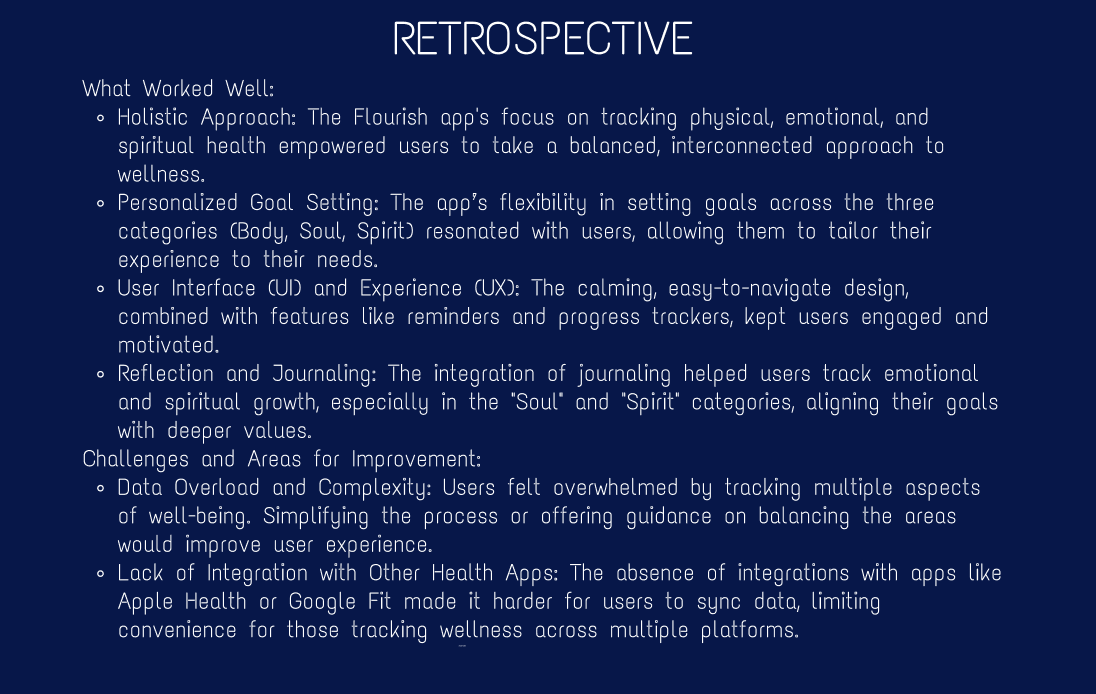 RETROSPECTIVE
What Worked Well:
Holistic Approach: The Flourish app's focus on tracking physical, emotional, and
spiritual health empowered users to take a balanced, interconnected approach to
wellness.
Personalized Goal Setting: The app's flexibility in setting goals across the three
categories (Body, Soul, Spirit) resonated with users, allowing them to tailor their
experience to their needs.
User Interface (UI) and Experience (UX): The calming, easy-to-navigate design,
combined with features like reminders and progress trackers, kept users engaged and
motivated.
Reflection and Journaling: The integration of journaling helped users track emotional
and spiritual growth, especially in the "Soul" and "Spirit" categories, aligning their goals
with deeper values.
Challenges and Areas for Improvement:
Data Overload and Complexity: Users felt overwhelmed by tracking multiple aspects
of well-being. Simplifying the process or offering guidance on balancing the areas
would improve user experience.
Lack of Integration with Other Health Apps: The absence of integrations with apps like
Apple Health or Google Fit made it harder for users to sync data, limiting
convenience for those tracking wellness across multiple platforms.